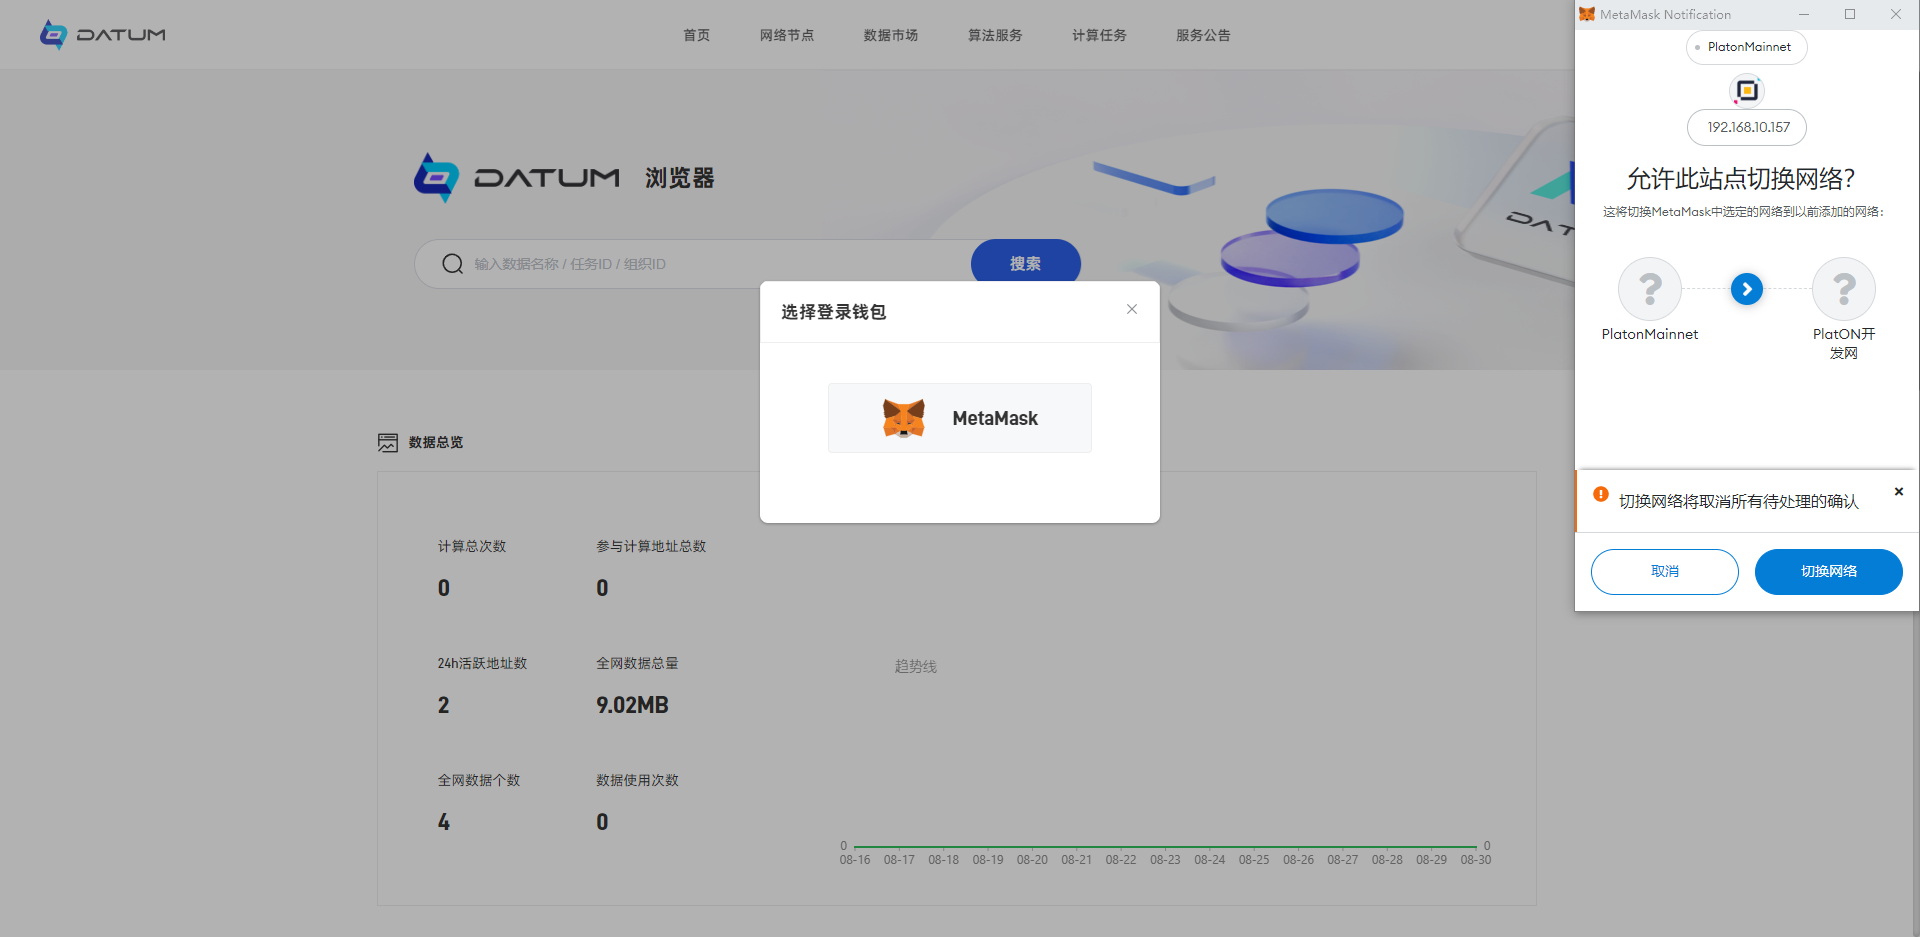 DATUM
首页
网络节点
数据市场
算法服务
计算任务
服务公告
DATUM 浏览器
输入数据名称 / 任务ID / 组织ID
搜索
选择登录钱包
MetaMask
数据总览
计算总次数
0
参与计算地址总数
0
24h活跃地址数
2
全网数据总量
9.02MB
全网数据个数
4
数据使用次数
0
趋势线
0
0
08-16 08-17 08-18 08-19 08-20 08-21 08-22 08-23 08-24 08-25 08-26 08-27 08-28 08-29 08-30
MetaMask Notification
PlatonMainnet
192.168.10.157
允许此站点切换网络?
这将切换MetaMask中选定的网络到以前添加的网络:
PlatonMainnet
PlatON开
发网
切换网络将取消所有待处理的确认
取消
切换网络